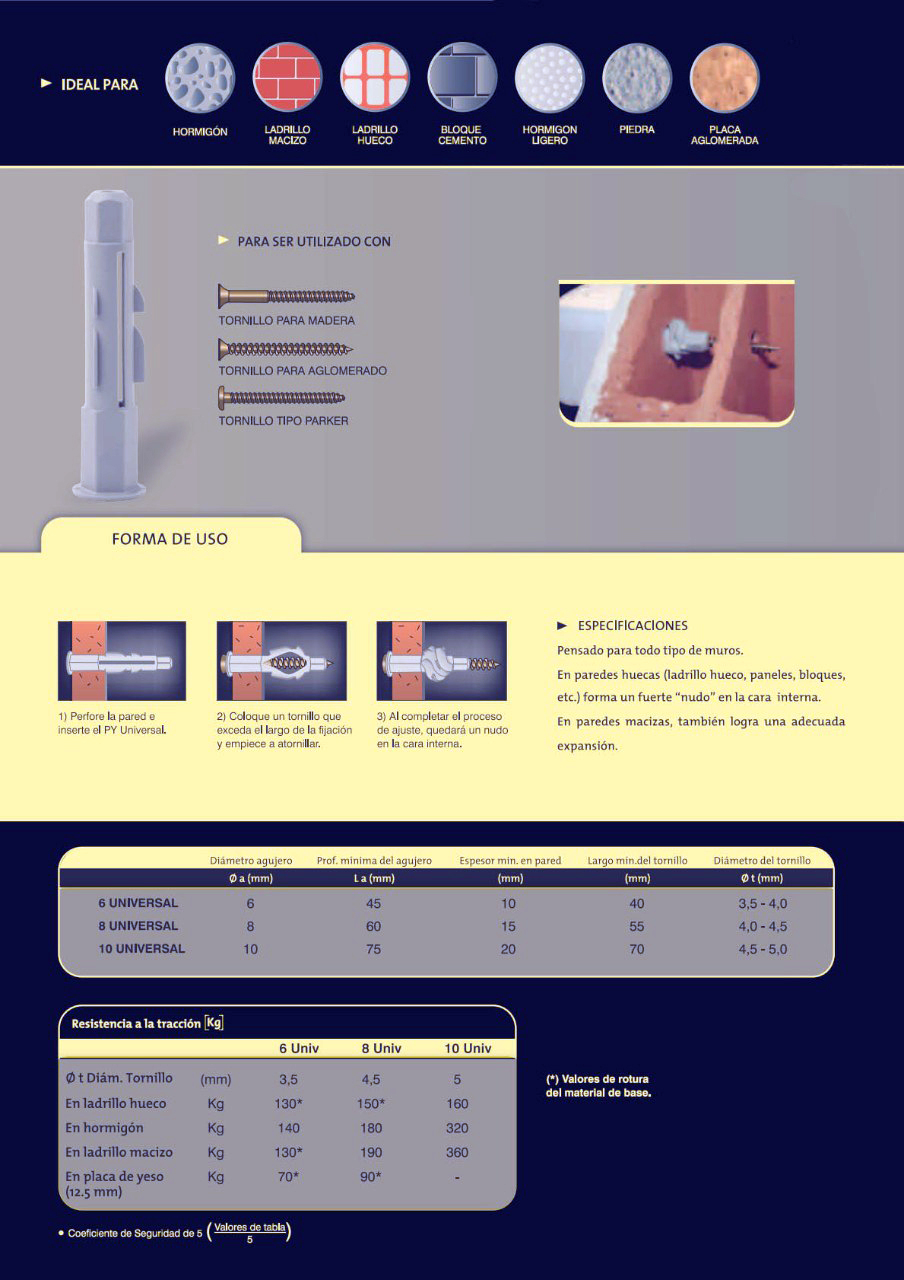 IDEAL PARA
HORMIGÓN
LADRILLO
MACIZO
LADRILLO
HUECO
BLOQUE
CEMENTO
HORMIGON
LIGERO
PIEDRA
PLACA
AGLOMERADA
PARA SER UTILIZADO CON
TORNILLO PARA MADERA
TORNILLO PARA AGLOMERADO
TORNILLO TIPO PARKER
FORMA DE USO
1) Perfore la pared e
inserte el PY Universal.
2) Coloque un tornillo que
exceda el largo de la fijación
y empiece a atornillar.
3) Al completar el proceso
de ajuste, quedará un nudo
en la cara interna.
ESPECIFICACIONES
Pensado para todo tipo de muros.
En paredes huecas (ladrillo hueco, paneles, bloques,
etc.) forma un fuerte “nudo” en la cara interna.
En paredes macizas, también logra una adecuada
expansión.
Diámetro agujero Prof. minima del agujero Espesor min. en pared Largo min.del tornillo Diámetro del tornillo
Ø a (mm) L a (mm) (mm) (mm) Ø t (mm)
6 UNIVERSAL 6 45 10 40 3,5 - 4,0
8 UNIVERSAL 8 60 15 55 4,0 - 4,5
10 UNIVERSAL 10 75 20 70 4,5 - 5,0
Resistencia a la tracción [Kg]
6 Univ 8 Univ 10 Univ
Ø t Diám. Tornillo (mm) 3,5 4,5 5
En ladrillo hueco Kg 130* 150* 160
En hormigón Kg 140 180 320
En ladrillo macizo Kg 130* 190 360
En placa de yeso Kg 70* 90* -
(12.5 mm)
(*) Valores de rotura
del material de base.
• Coeficiente de Seguridad de 5 (Valores de tabla
5)